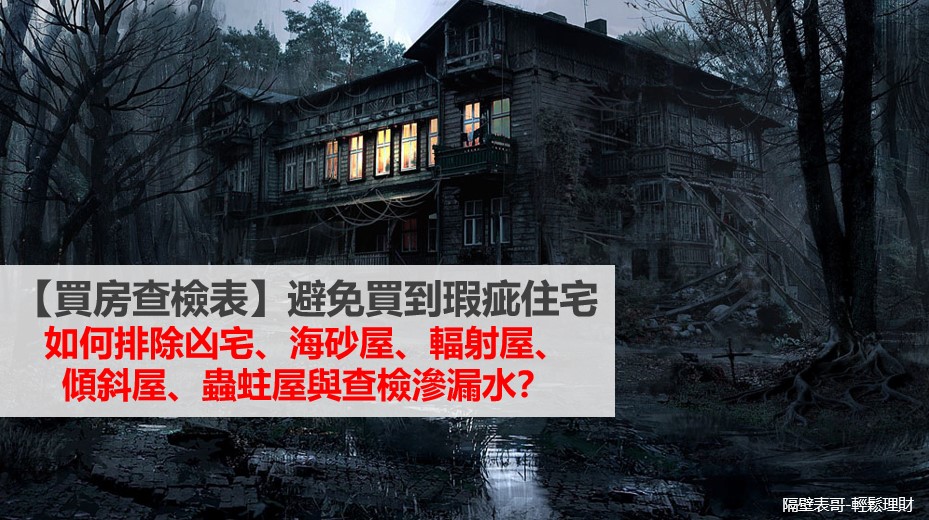 【買房查檢表】避免買到瑕疵住宅
如何排除凶宅、海砂屋、輻射屋、
傾斜屋、蟲蛀屋與查檢滲漏水?
隔壁表哥-輕鬆理財